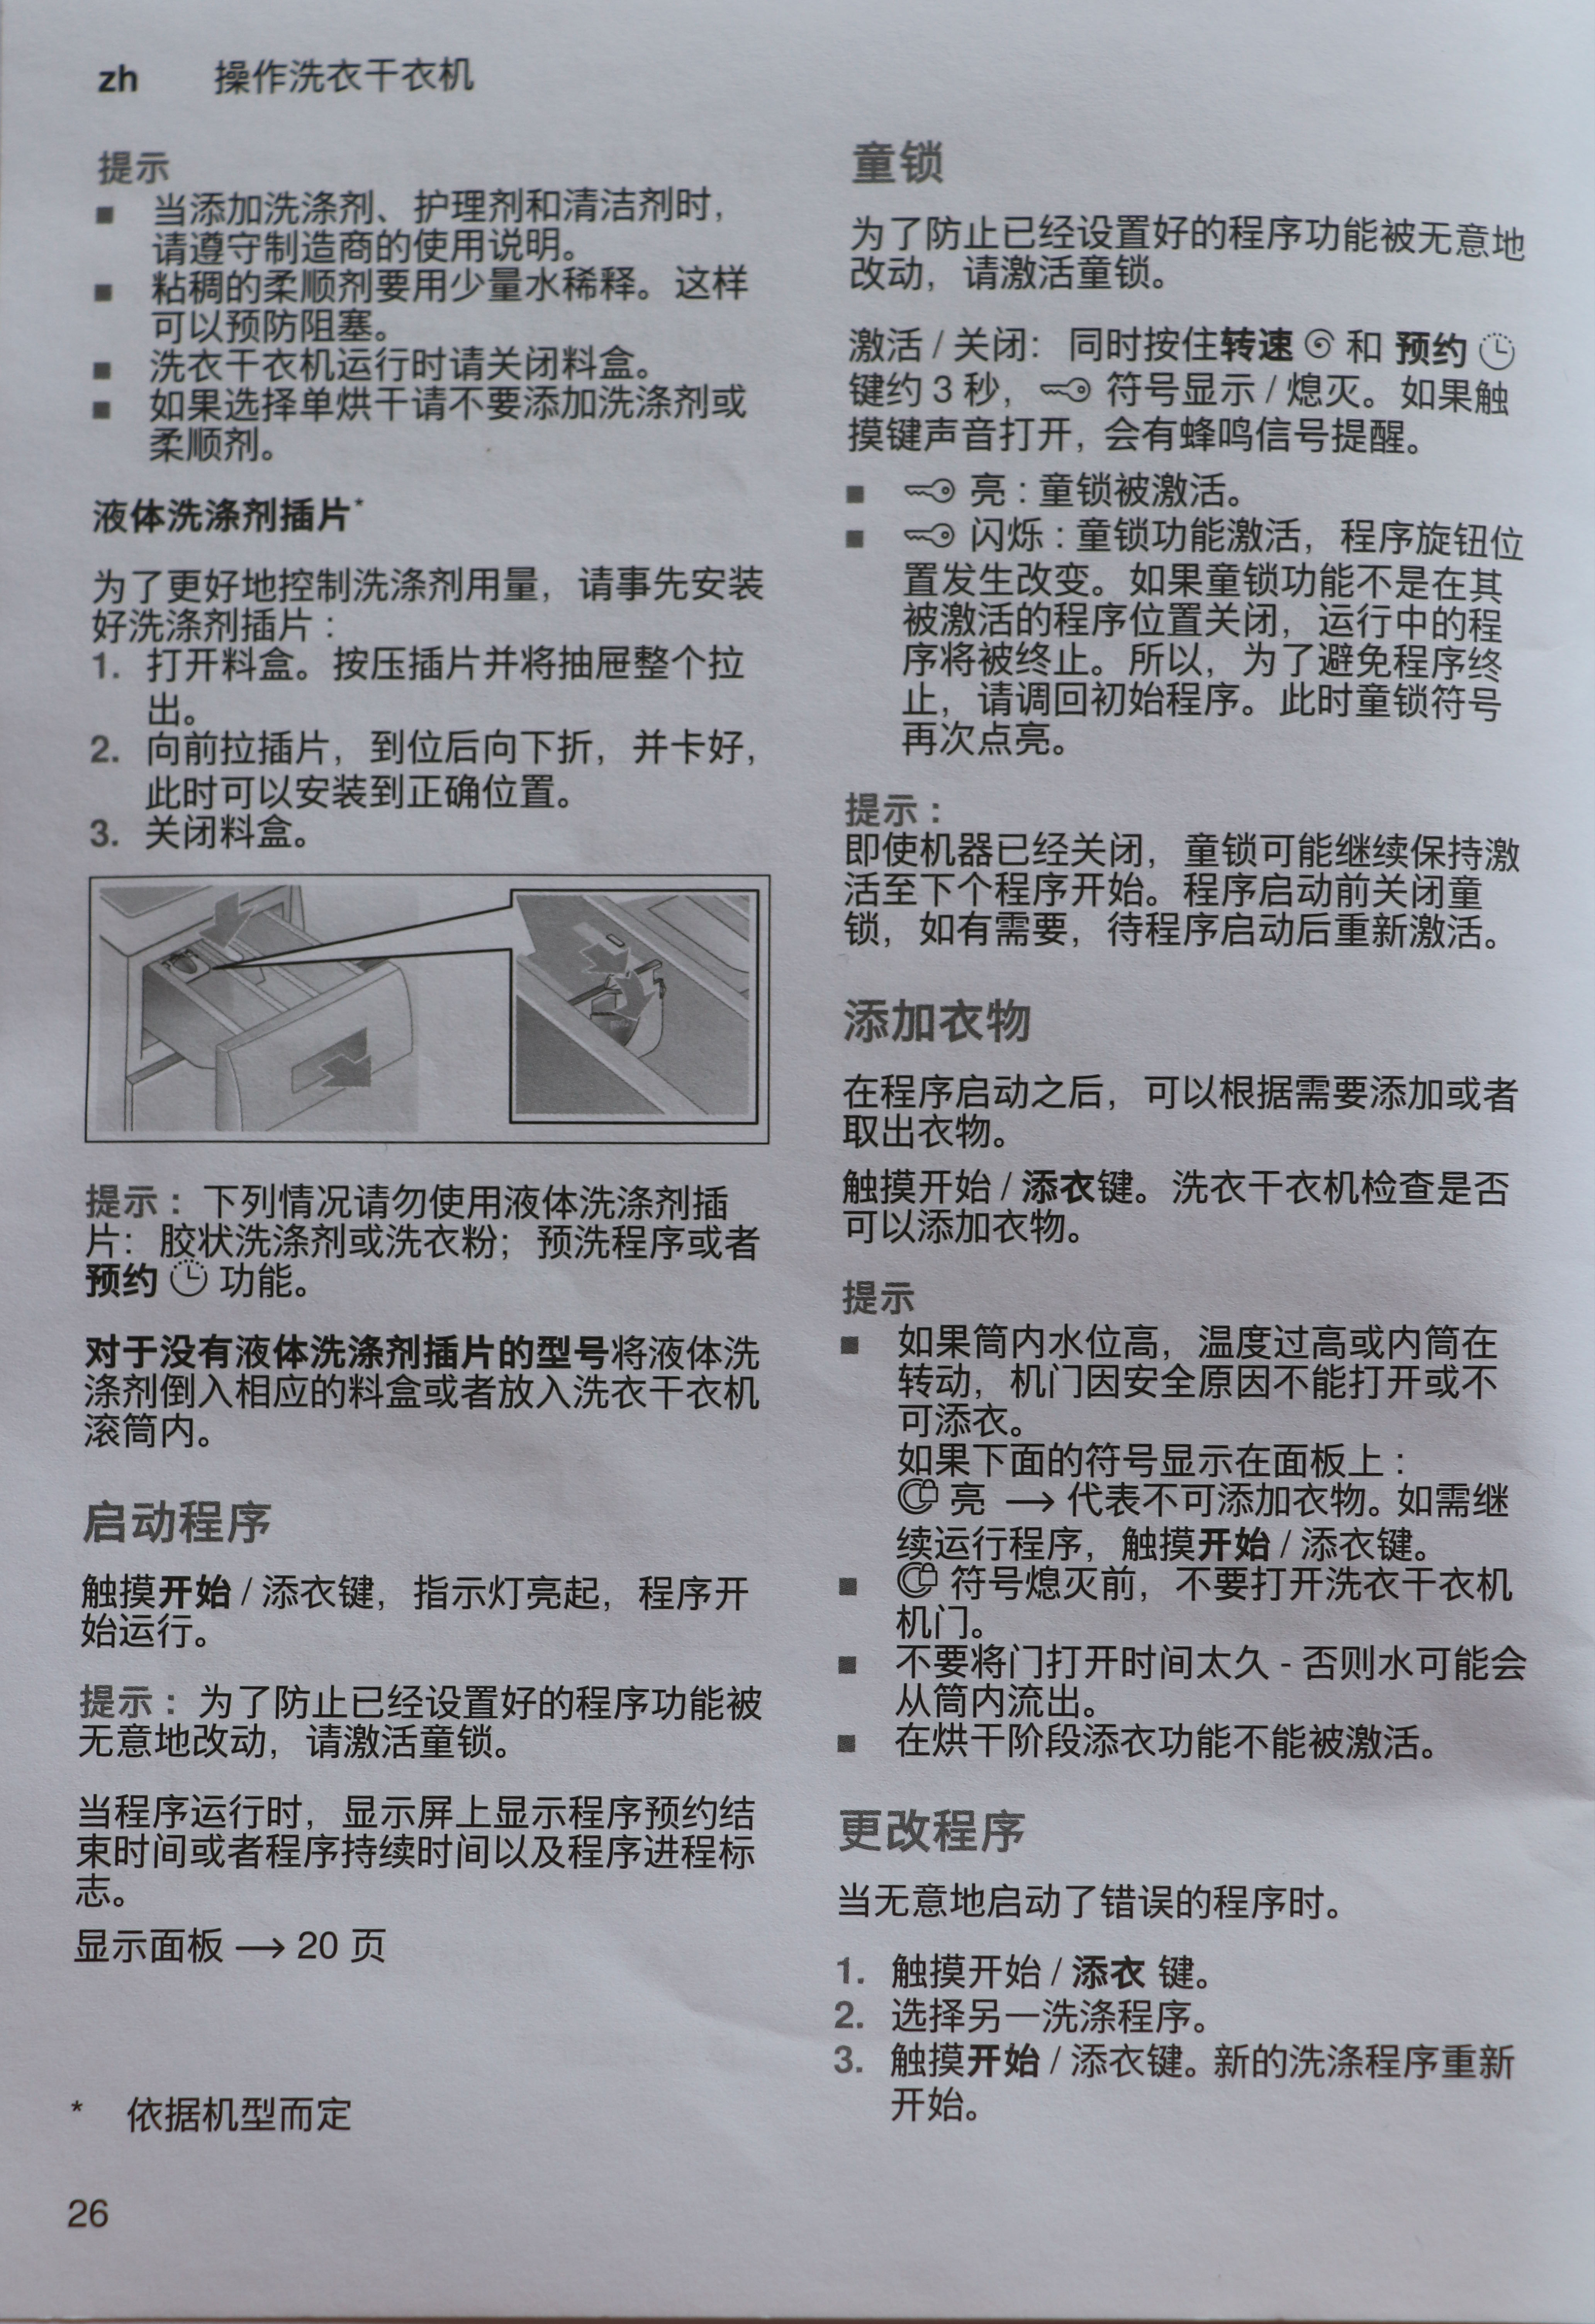 zh 操作洗衣干衣机
提示
■ 当添加洗涤剂、护理剂和清洁剂时，
请遵守制造商的使用说明。
■ 粘稠的柔顺剂要用少量水稀释。这样
可以预防阻塞。
■ 洗衣干衣机运行时请关闭料盒。
■ 如果选择单烘干请不要添加洗涤剂或
柔顺剂。
液体洗涤剂插片*
为了更好地控制洗涤剂用量，请事先安装
好洗涤剂插片：
1. 打开料盒。按压插片并将抽屉整个拉
出。
2. 向前拉插片，到位后向下折，并卡好，
此时可以安装到正确位置。
3. 关闭料盒。
提示：下列情况请勿使用液体洗涤剂插
片：胶状洗涤剂或洗衣粉；预洗程序或者
预约 功能。
对于没有液体洗涤剂插片的型号将液体洗
涤剂倒入相应的料盒或者放入洗衣干衣机
滚筒内。
启动程序
触摸开始 / 添衣键，指示灯亮起，程序开
始运行。
提示：为了防止已经设置好的程序功能被
无意地改动，请激活童锁。
当程序运行时，显示屏上显示程序预约结
束时间或者程序持续时间以及程序进程标
志。
显示面板 → 20 页
* 依据机型而定
26
童锁
为了防止已经设置好的程序功能被无意地
改动，请激活童锁。
激活 / 关闭：同时按住转速 和 预约
键约 3 秒， 符号显示 / 熄灭。如果触
摸键声音打开，会有蜂鸣信号提醒。
■ 亮：童锁被激活。
■ 闪烁：童锁功能激活，程序旋钮位
置发生改变。如果童锁功能不是在其
被激活的程序位置关闭，运行中的程
序将被终止。所以，为了避免程序终
止，请调回初始程序。此时童锁符号
再次点亮。
提示：
即使机器已经关闭，童锁可能继续保持激
活至下个程序开始。程序启动前关闭童
锁，如有需要，待程序启动后重新激活。
添加衣物
在程序启动之后，可以根据需要添加或者
取出衣物。
触摸开始 / 添衣键。洗衣干衣机检查是否
可以添加衣物。
提示
■ 如果筒内水位高，温度过高或内筒在
转动，机门因安全原因不能打开或不
可添衣。
如果下面的符号显示在面板上：
亮 → 代表不可添加衣物。如需继
续运行程序，触摸开始 / 添衣键。
■ 符号熄灭前，不要打开洗衣干衣机
机门。
■ 不要将门打开时间太久 - 否则水可能会
从筒内流出。
■ 在烘干阶段添衣功能不能被激活。
更改程序
当无意地启动了错误的程序时。
1. 触摸开始 / 添衣 键。
2. 选择另一洗涤程序。
3. 触摸开始 / 添衣键。新的洗涤程序重新
开始。